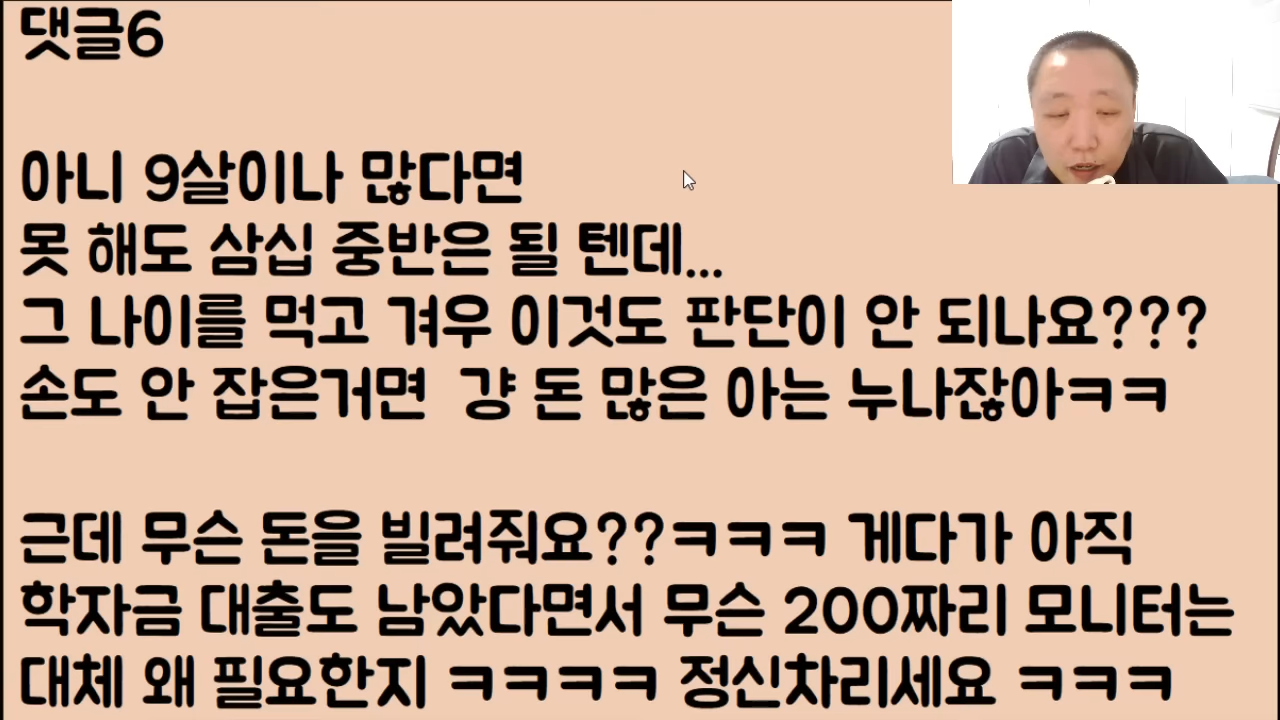 댓글6
아니 9살이나 많다면
못 해도 삼십 중반은 될 텐데...
그 나이를 먹고 겨우 이것도 판단이 안 되나요???
손도 안 잡은거면 걍 돈 많은 아는 누나잖아ㅋㅋ
근데 무슨 돈을 빌려줘요??ㅋㅋㅋ 게다가 아직
학자금 대출도 남았다면서 무슨 200짜리 모니터는
대체 왜 필요한지 ㅋㅋㅋㅋ 정신차리세요 ㅋㅋㅋ